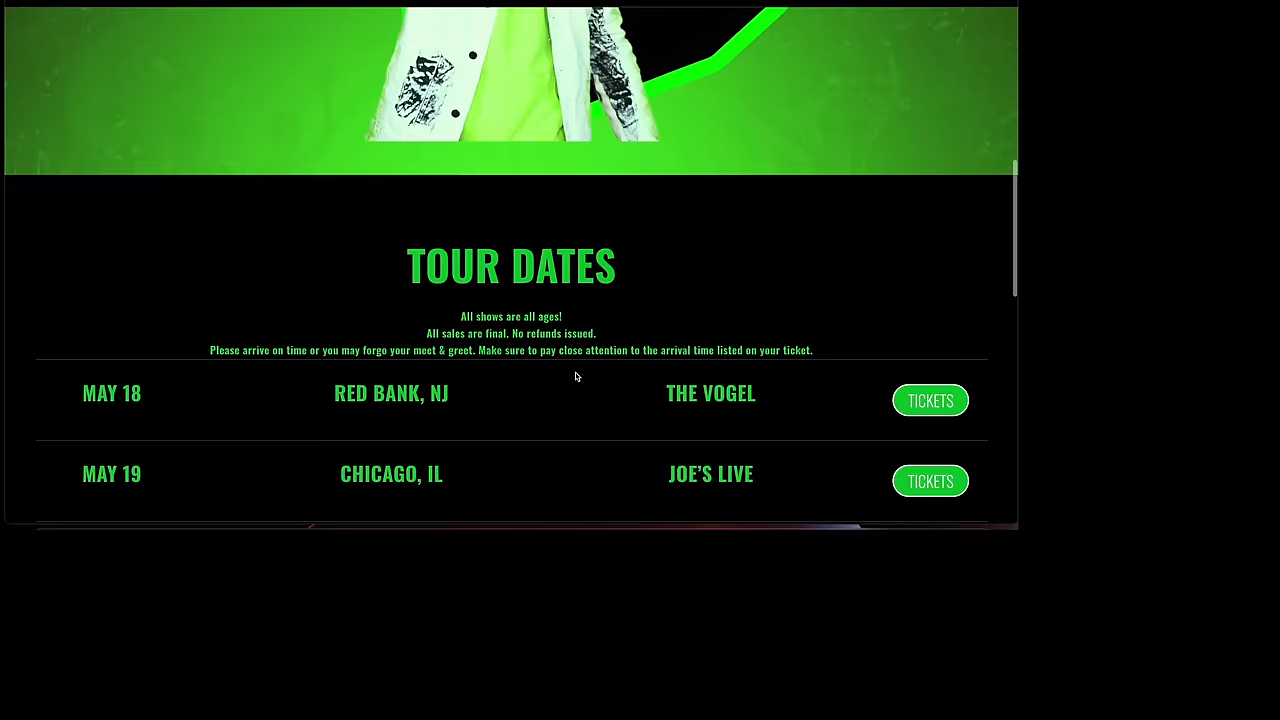 TOUR DATES
All shows are all ages!
All sales are final. No refunds issued.
Please arrive on time or you may forgo your meet & greet. Make sure to pay close attention to the arrival time listed on your ticket.
MAY 18 RED BANK, NJ THE VOGEL TICKETS
MAY 19 CHICAGO, IL JOE'S LIVE TICKETS